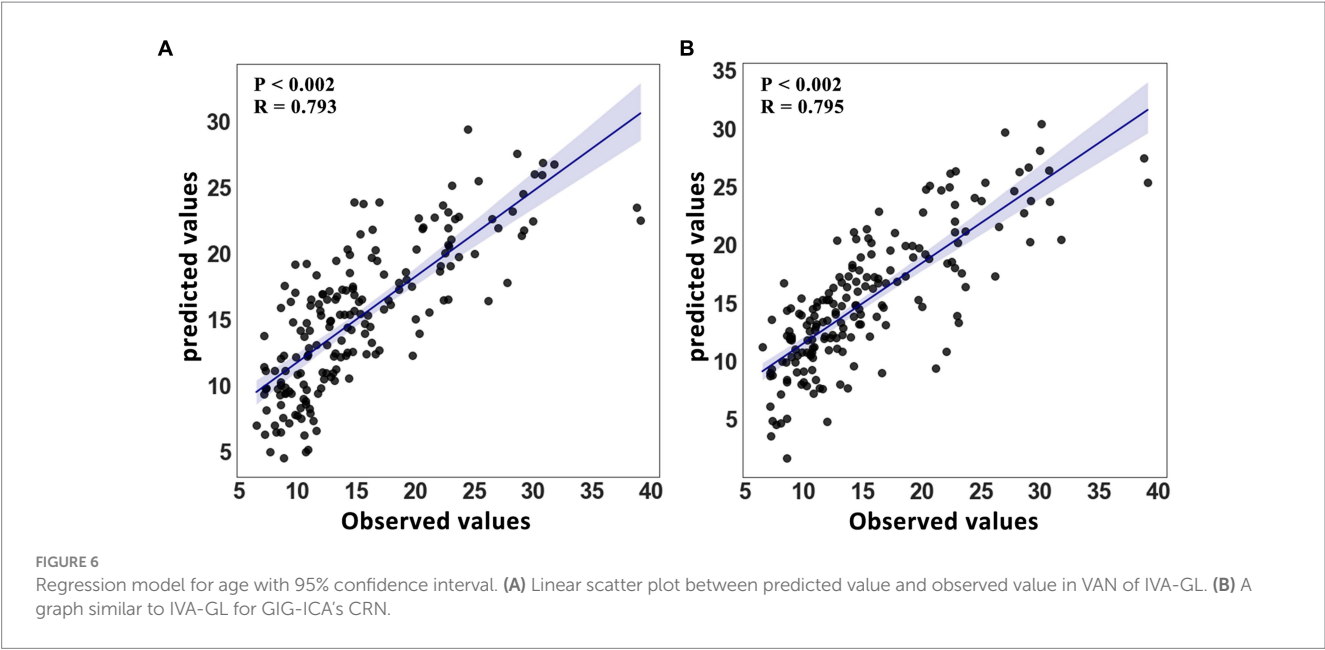 A
P < 0.002
R = 0.793
30
25
20
15
10
5
predicted values
5 10 15 20 25 30 35 40
Observed values
B
P < 0.002
R = 0.795
35
30
25
20
15
10
5
predicted values
5 10 15 20 25 30 35 40
Observed values
FIGURE 6
Regression model for age with 95% confidence interval. (A) Linear scatter plot between predicted value and observed value in VAN of IVA-GL. (B) A
graph similar to IVA-GL for GIG-ICA's CRN.